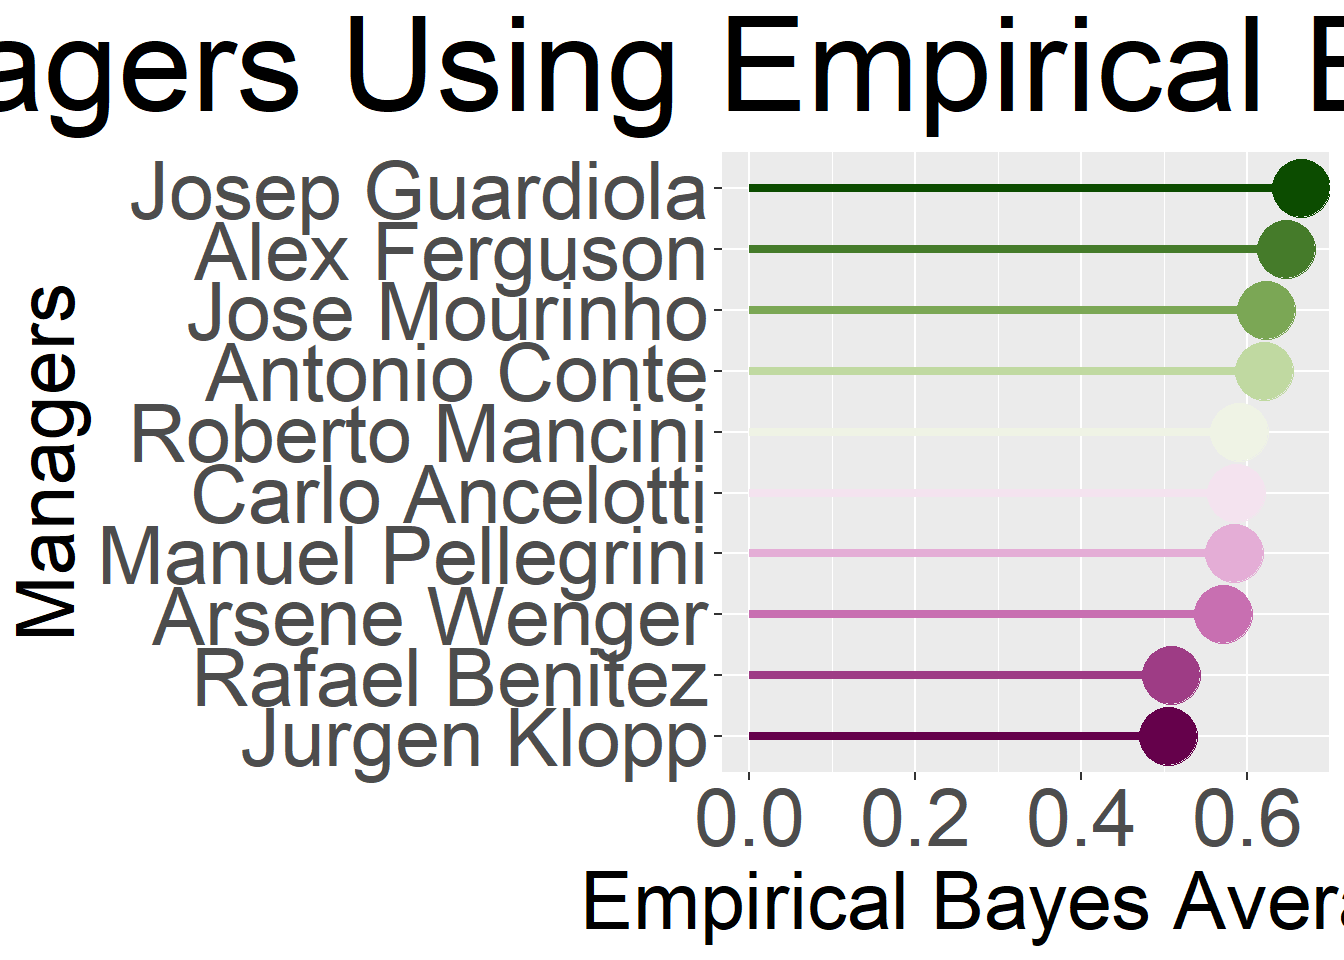 agers Using Empirical
Josep Guardiola
Alex Ferguson
Jose Mourinho
Antonio Conte
Roberto Mancini
Carlo Ancelotti
Manuel Pellegrini
Arsene Wenger
Rafael Benitez
Jurgen Klopp
Managers
0.0 0.2 0.4 0.6
Empirical Bayes Avera